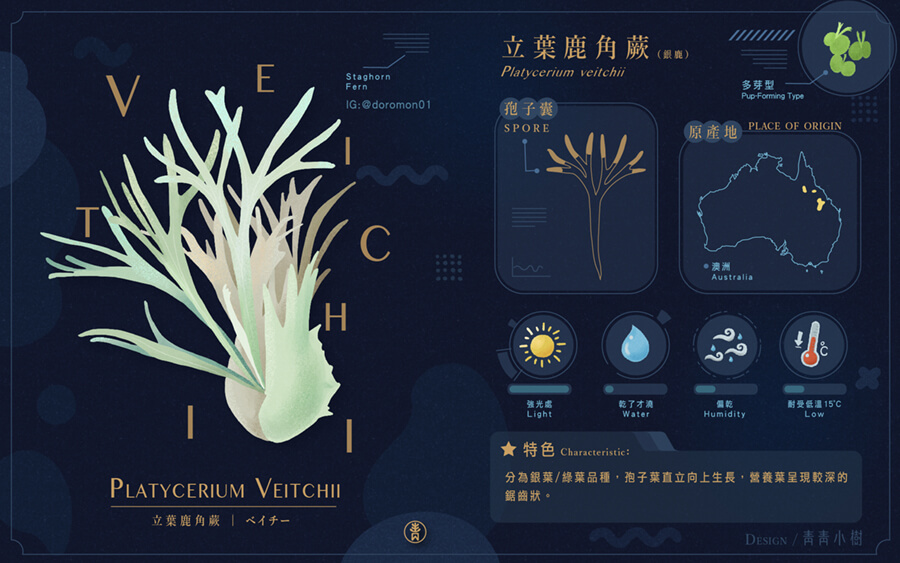 VEITCHII
Staghorn
Fern
IG:@doromon01
PLATYCERIUM VEITCHII
立葉鹿角蕨 | ベイチー
立葉鹿角蕨(銀鹿)
Platycerium veitchii
多芽型
Pup-Forming Type
孢子囊
SPORE
原產地 PLACE OF ORIGIN
澳洲
Australia
℃
強光處
Light
乾了才澆
Water
偏乾
Humidity
耐受低溫15℃
Low
特色 Characteristic:
分為銀葉/綠葉品種,孢子葉直立向上生長,營養葉呈現較深的
鋸齒狀。
DESIGN / 青青小樹